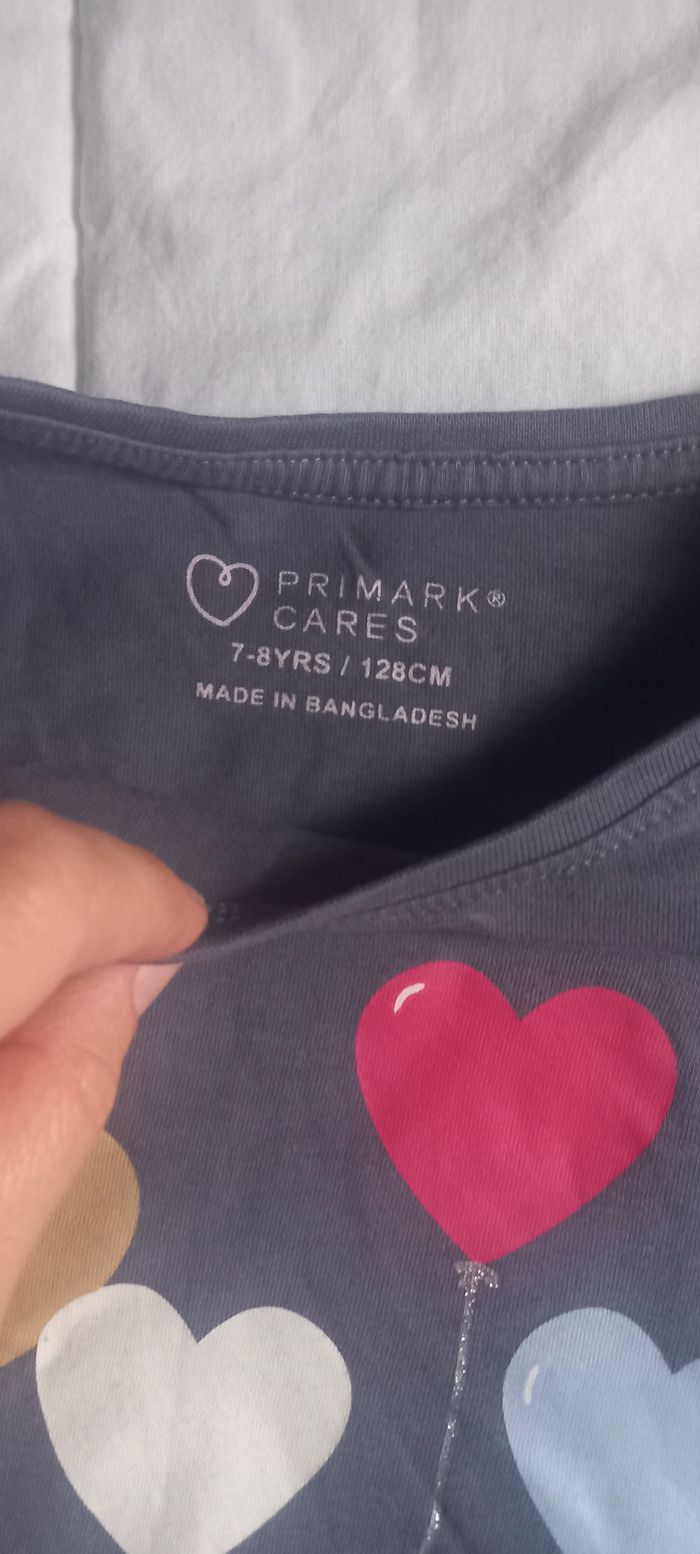 PRIMARK®
CARES
7-8YRS / 128CM
MADE IN BANGLADESH